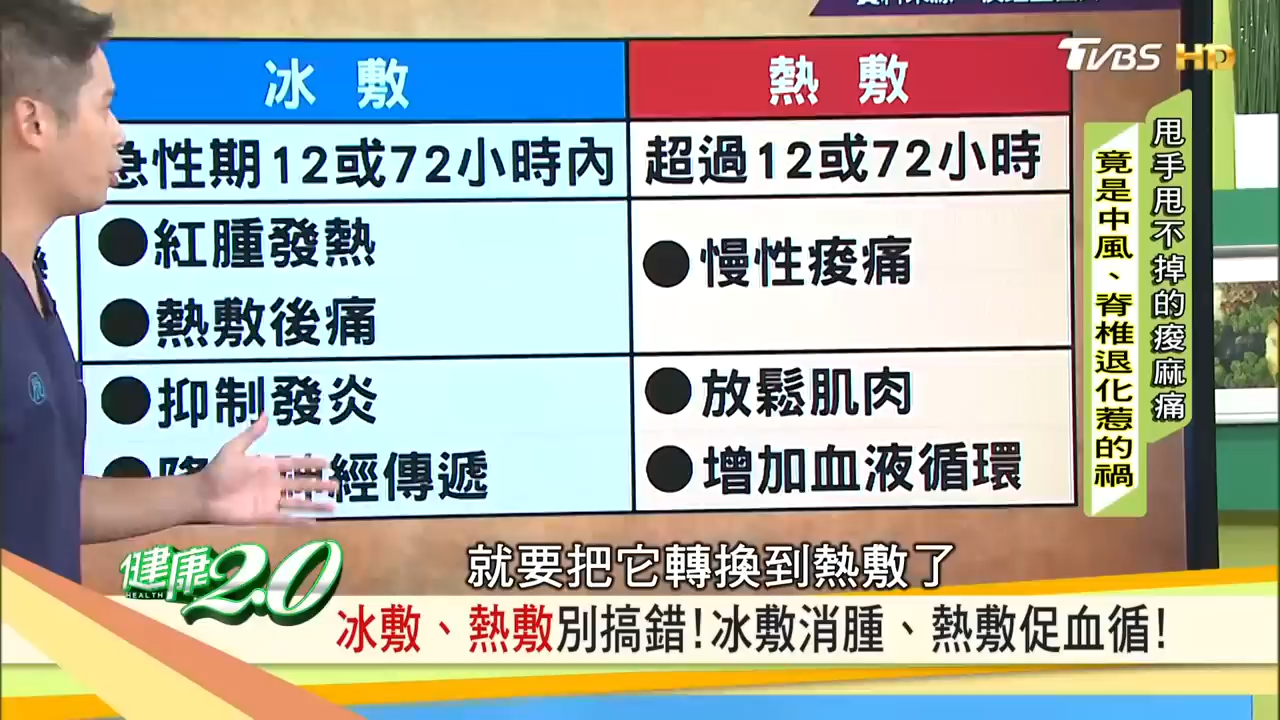 TVBS HD
冰敷
熱敷
急性期12或72小時內
超過12或72小時
●紅腫發熱
●熱敷後痛
●慢性痠痛
●抑制發炎
經傳遞
●放鬆肌肉
●增加血液循環
甩手甩不掉的痠麻痛
竟是中風、脊椎退化惹的禍
就要把它轉換到熱敷了
健康2.0
HEALTH
冰敷、熱敷別搞錯!冰敷消腫、熱敷促血循!